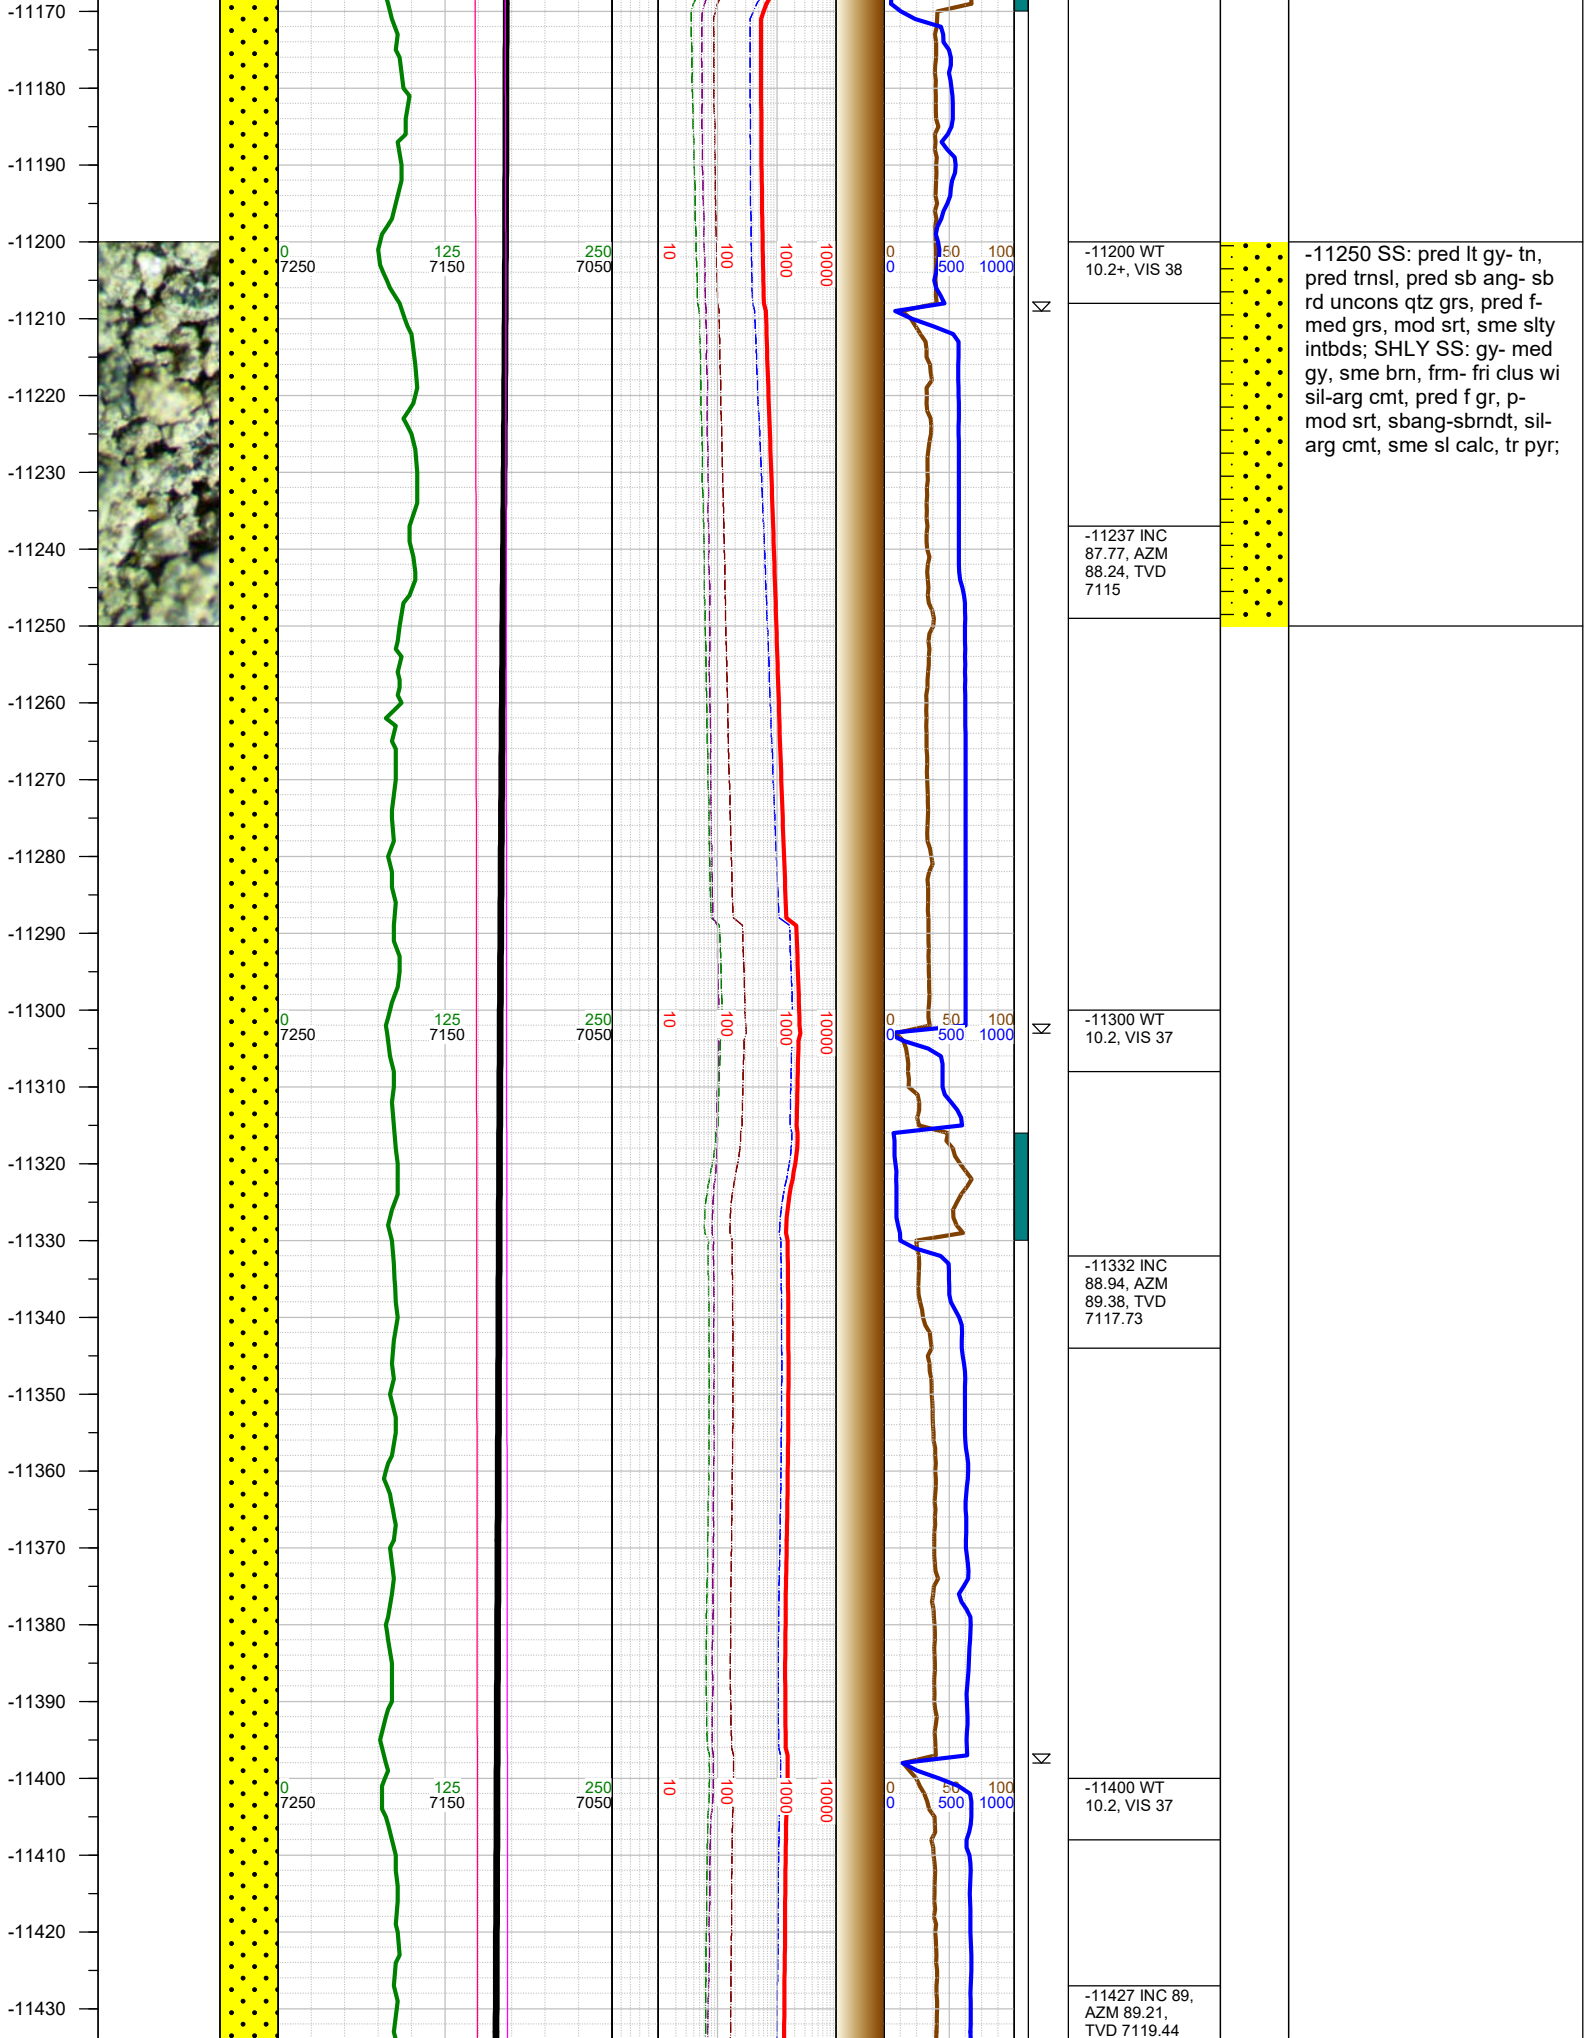 -11170
-11180
-11190
-11200
0 125 250 10 100 1000 10000 0 50 100
7250 7150 7050 0 500 1000
-11200 WT
10.2+, VIS 38
-11250 SS: pred lt gy- tn,
pred trnsl, pred sb ang- sb
rd uncons qtz grs, pred f-
med grs, mod srt, sme slty
intbds; SHLY SS: gy- med
gy, sme brn, frm- fri clus wi
sil-arg cmt, pred f gr, p-
mod srt, sbang-sbrndt, sil-
arg cmt, sme sl calc, tr pyr;
-11210
-11220
-11230
-11240
-11237 INC
87.77, AZM
88.24, TVD
7115
-11250
-11260
-11270
-11280
-11290
-11300
0 125 250 10 100 1000 10000 0 50 100
7250 7150 7050 0 500 1000
-11300 WT
10.2, VIS 37
-11310
-11320
-11330
-11332 INC
88.94, AZM
89.38, TVD
7117.73
-11340
-11350
-11360
-11370
-11380
-11390
-11400
0 125 250 10 100 1000 10000 0 50 100
7250 7150 7050 0 500 1000
-11400 WT
10.2, VIS 37
-11410
-11420
-11430
-11427 INC 89,
AZM 89.21,
TVD 7119.44